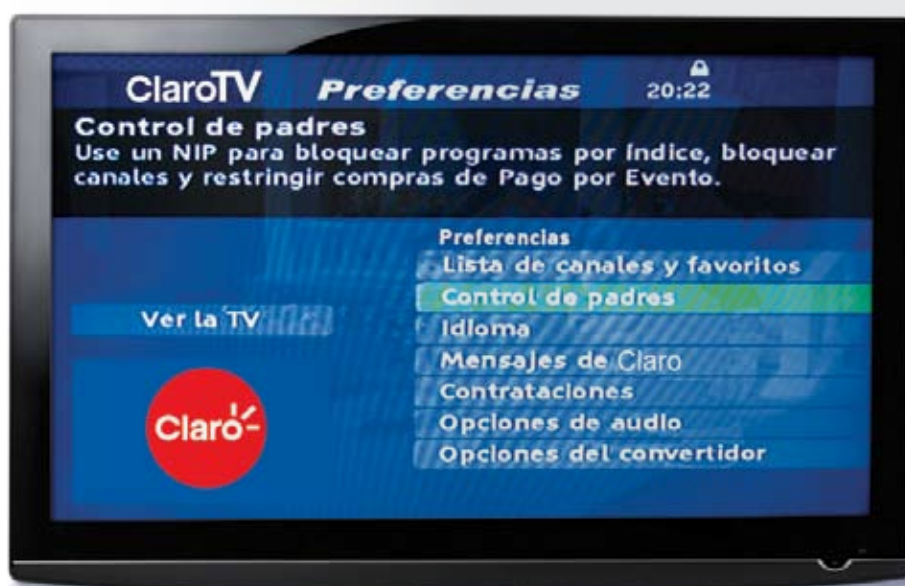 ClaroTV Preferencias 20:22
Control de padres
Use un NIP para bloquear programas por índice, bloquear
canales y restringir compras de Pago por Evento.
Preferencias
Lista de canales y favoritos
Control de padres
Ver la TV
Idioma
Mensajes de Claro
Contrataciones
Claro
Opciones de audio
Opciones del convertidor